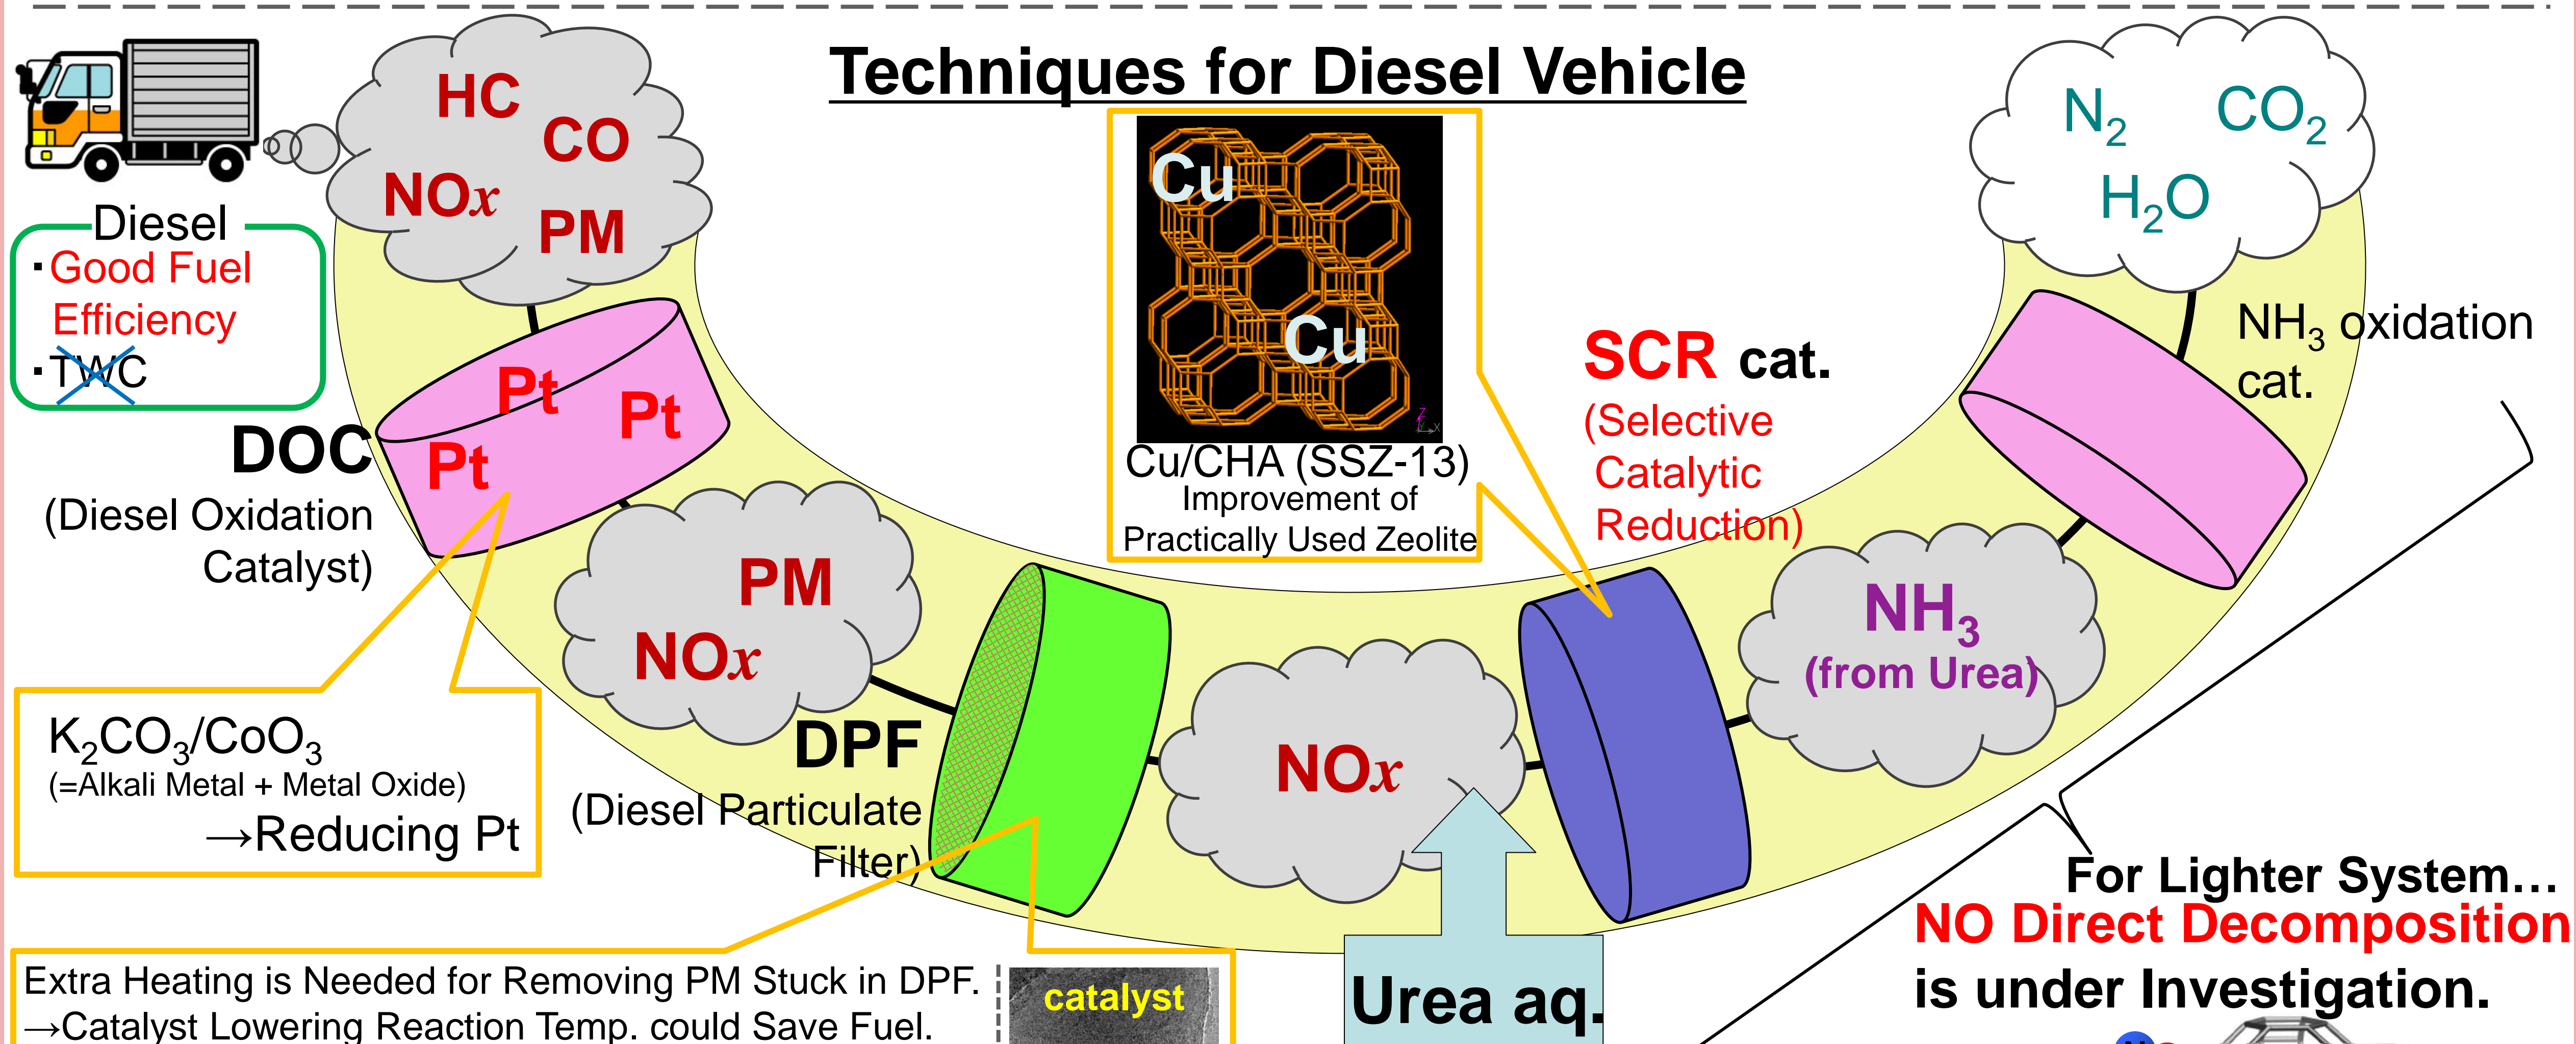 Techniques for Diesel Vehicle
HC
CO
NOx
PM
Diesel
·Good Fuel
Efficiency
·TWC
DOC
(Diesel Oxidation
Catalyst)
Pt
Pt
Pt
K₂CO₃/CoO₃
(=Alkali Metal + Metal Oxide)
→Reducing Pt
PM
NOx
DPF
(Diesel Particulate
Filter)
Extra Heating is Needed for Removing PM Stuck in DPF.
→Catalyst Lowering Reaction Temp. could Save Fuel.
catalyst
NOx
Urea aq.
Cu
Cu
Z
X
Cu/CHA (SSZ-13)
Improvement of
Practically Used Zeolite
SCR cat.
(Selective
Catalytic
Reduction)
NH₃
(from Urea)
NH₃ oxidation
cat.
N₂
CO₂
H₂O
For Lighter System…
NO Direct Decomposition
is under Investigation.